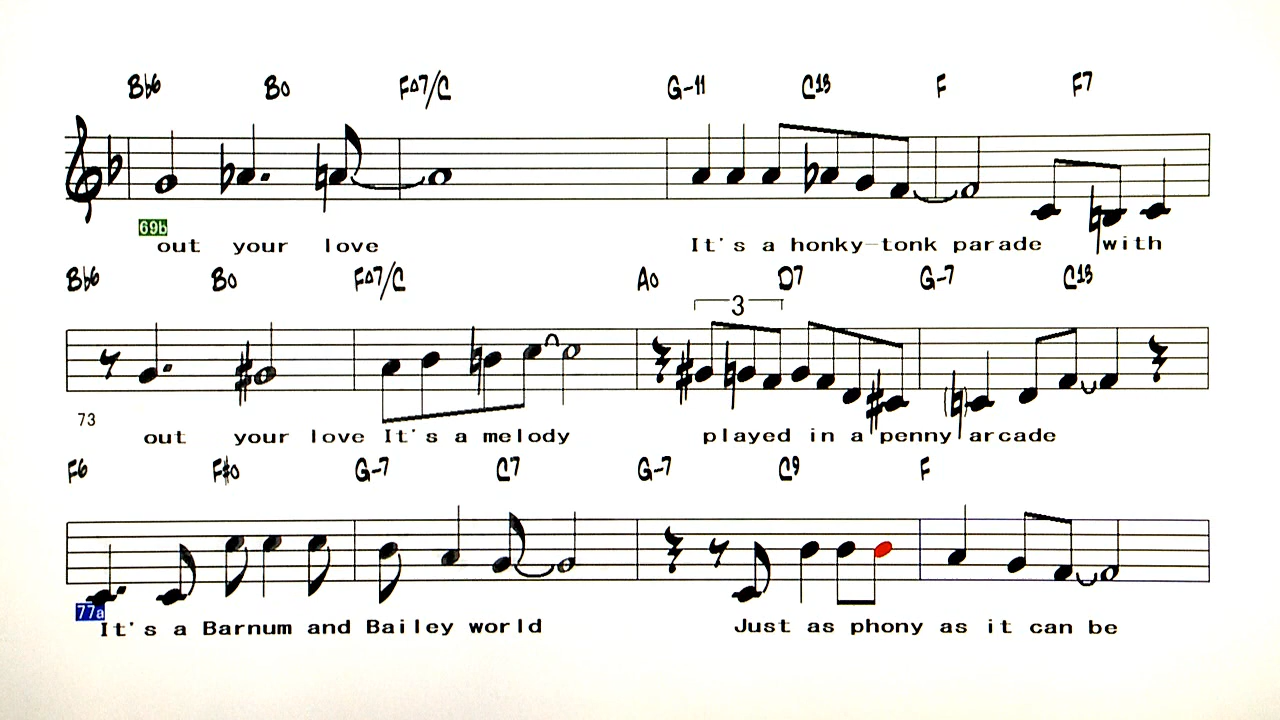 B♭6 Bo F△7/C G-11 C13 F F7
69b
out your love It's a honky-tonk parade with
B♭6 Bo F△7/C Ao D7 G-7 C13
3
73
out your love It's a melody played in a penny arcade
F6 F#o G-7 C7 G-7 C9 F
77a
It's a Barnum and Bailey world Just as phony as it can be